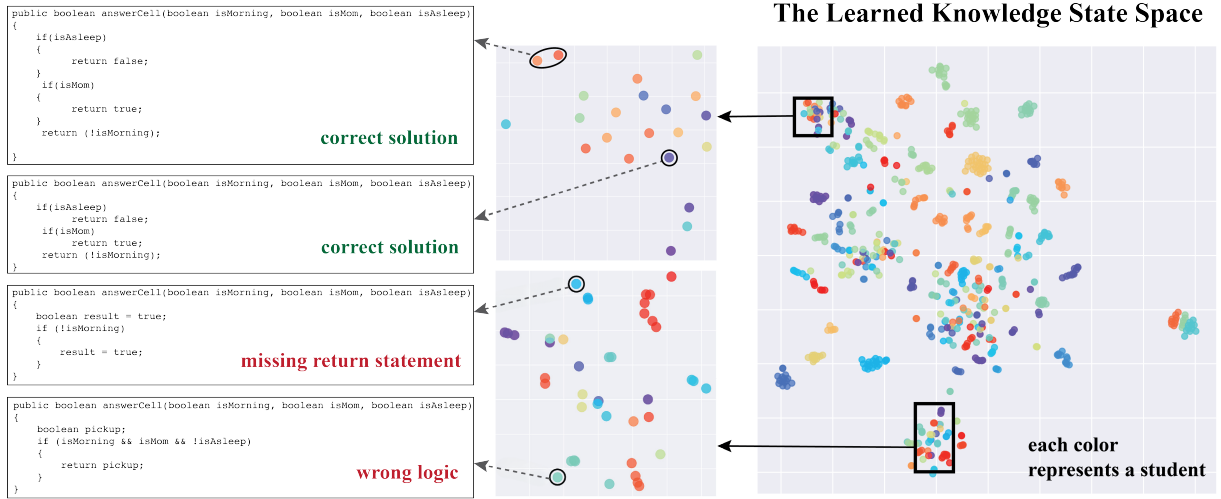 The Learned Knowledge State Space
public boolean answerCell(boolean isMorning, boolean isMom, boolean isAsleep)
{
if(isAsleep)
{
return false;
}
if(isMom)
{
return true;
}
return (!isMorning);
}
correct solution
public boolean answerCell(boolean isMorning, boolean isMom, boolean isAsleep)
{
if(isAsleep)
return false;
if(isMom)
return true;
return (!isMorning);
}
correct solution
public boolean answerCell(boolean isMorning, boolean isMom, boolean isAsleep)
{
boolean result = true;
if (!isMorning)
{
result = true;
}
}
missing return statement
public boolean answerCell(boolean isMorning, boolean isMom, boolean isAsleep)
{
boolean pickup;
if (isMorning && isMom && !isAsleep)
{
return pickup;
}
}
wrong logic
each color
represents a student